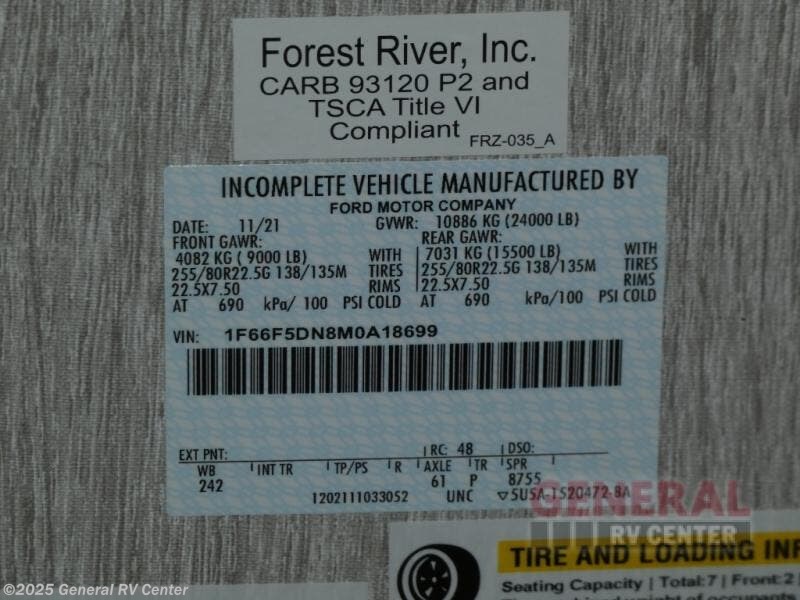 Forest River, Inc.
CARB 93120 P2 and
TSCA Title VI
Compliant
FRZ-035_A
INCOMPLETE VEHICLE MANUFACTURED BY
FORD MOTOR COMPANY
DATE: 11/21 GVWR: 10886 KG (24000 LB)
FRONT GAWR: REAR GAWR:
4082 KG ( 9000 LB) WITH 7031 KG (15500 LB) WITH
255/80R22.5G 138/135M TIRES 255/80R22.5G 138/135M TIRES
22.5X7.50 RIMS 22.5X7.50 RIMS
AT 690 kPa/ 100 PSI COLD AT 690 kPa/100 PSI COLD
VIN: 1F66F5DN8M0A18699
EXT PNT: RC: 48 DSO:
WB INT TR TP/PS R AXLE TR SPR
242 61 P 8755
1202111033052 UNC ▽5U5A-1520472-BA
GENERAL
RV CENTER
TIRE AND LOADING INF
Seating Capacity | Total:7 | Front:2
©2025 General RV Center